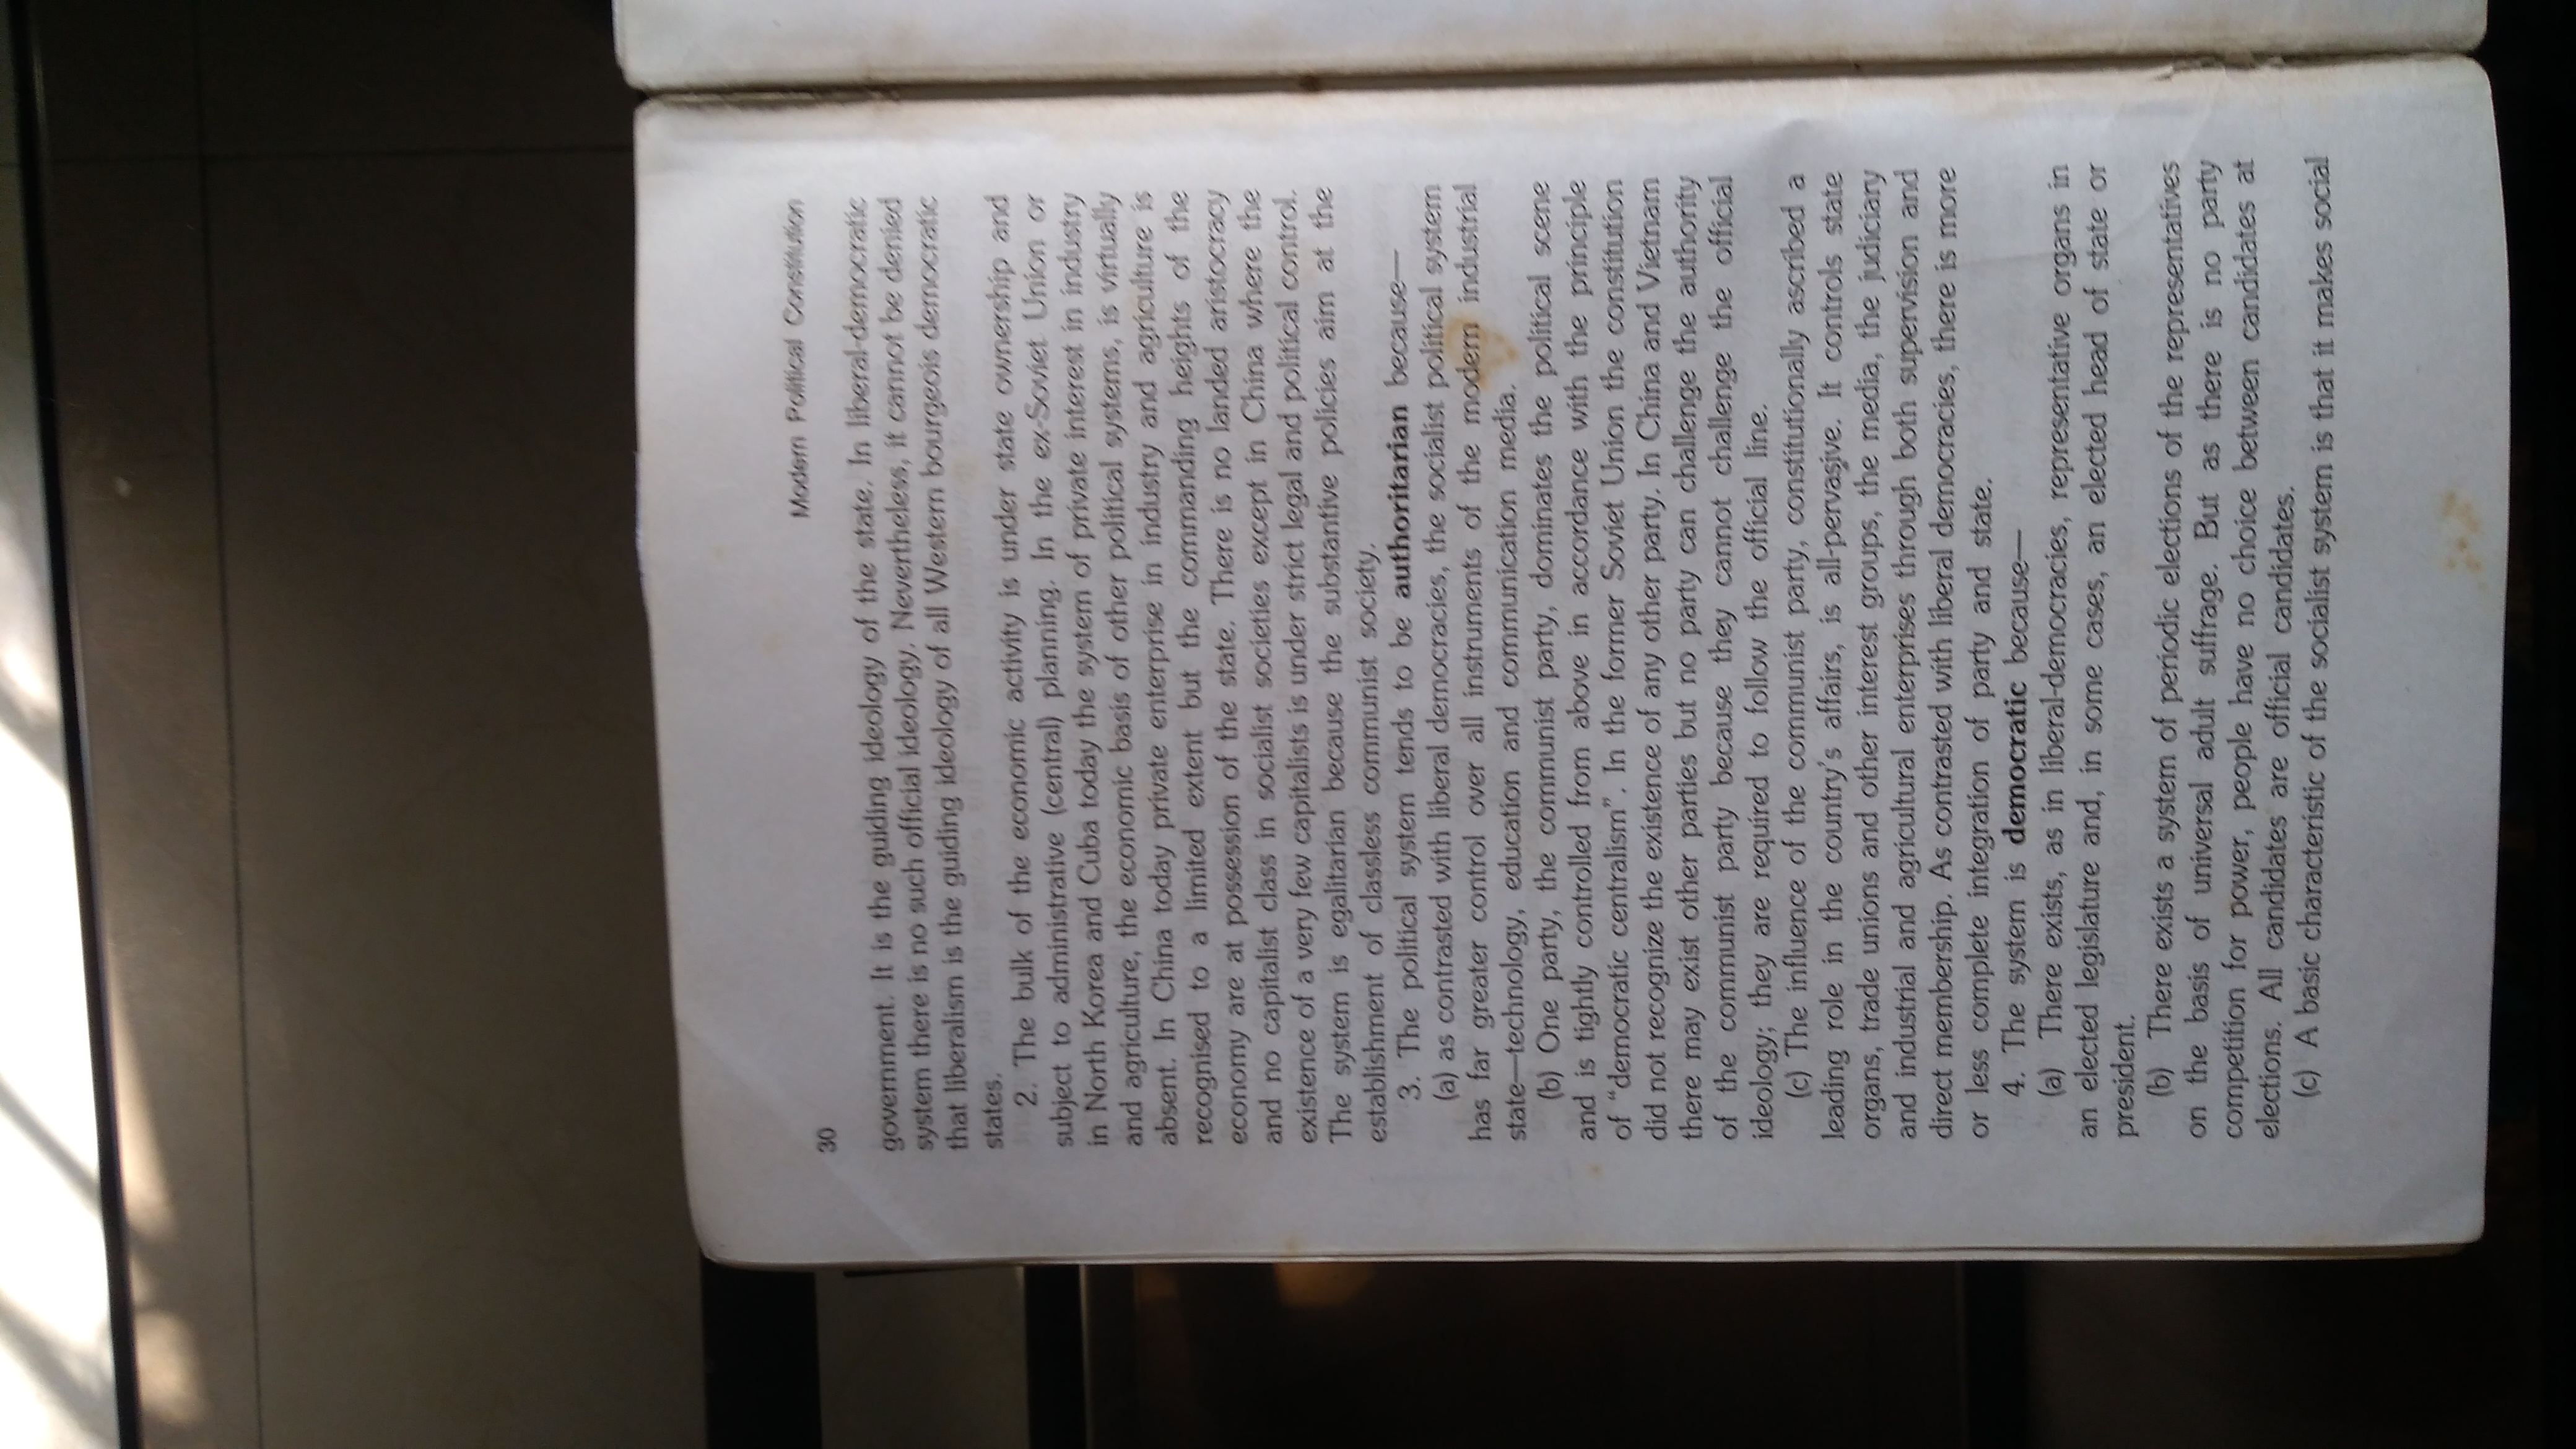 30
Modern Political Constitution
government. It is the guiding ideology of the state. In liberal-democratic
system there is no such official ideology. Nevertheless, it cannot be denied
that liberalism is the guiding ideology of all Western bourgeois democratic
states.
2. The bulk of the economic activity is under state ownership and
subject to administrative (central) planning. In the ex-Soviet Union or
in North Korea and Cuba today the system of private interest in industry
and agriculture, the economic basis of other political systems, is virtually
absent. In China today private enterprise in industry and agriculture is
recognised to a limited extent but the commanding heights of the
economy are at possession of the state. There is no landed aristocracy
and no capitalist class in socialist societies except in China where the
existence of a very few capitalists is under strict legal and political control.
The system is egalitarian because the substantive policies aim at the
establishment of classless communist society.
3. The political system tends to be authoritarian because—
(a) as contrasted with liberal democracies, the socialist political system
has far greater control over all instruments of the modern industrial
state—technology, education and communication media.
(b) One party, the communist party, dominates the political scene
and is tightly controlled from above in accordance with the principle
of “democratic centralism”. In the former Soviet Union the constitution
did not recognize the existence of any other party. In China and Vietnam
there may exist other parties but no party can challenge the authority
of the communist party because they cannot challenge the official
ideology; they are required to follow the official line.
(c) The influence of the communist party, constitutionally ascribed a
leading role in the country's affairs, is all-pervasive. It controls state
organs, trade unions and other interest groups, the media, the judiciary
and industrial and agricultural enterprises through both supervision and
direct membership. As contrasted with liberal democracies, there is more
or less complete integration of party and state.
4. The system is democratic because—
(a) There exists, as in liberal-democracies, representative organs in
an elected legislature and, in some cases, an elected head of state or
president.
(b) There exists a system of periodic elections of the representatives
on the basis of universal adult suffrage. But as there is no party
competition for power, people have no choice between candidates at
elections. All candidates are official candidates.
(c) A basic characteristic of the socialist system is that it makes social